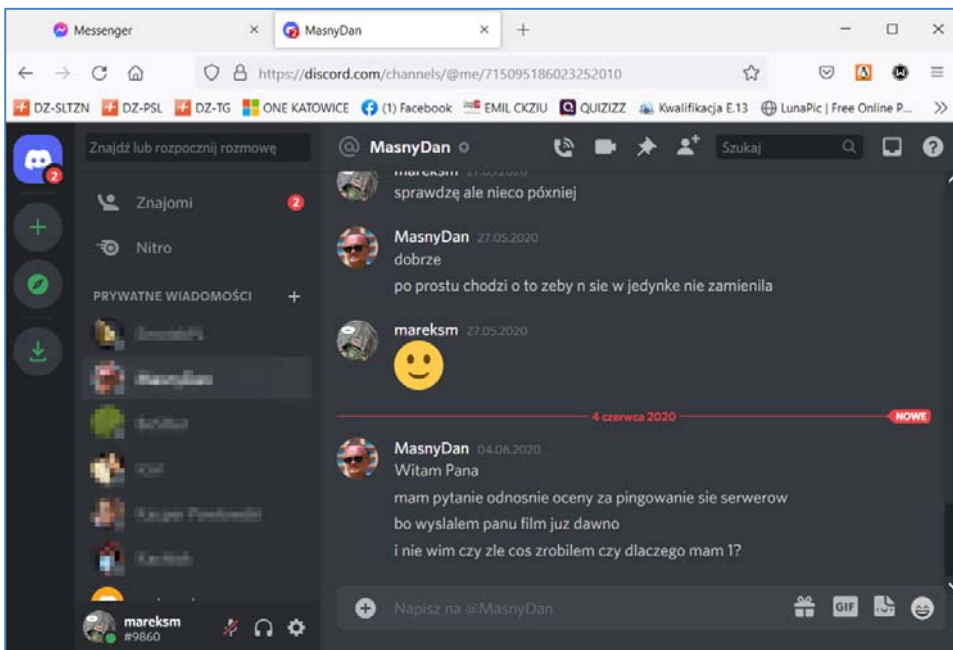 Messenger
MasnyDan
https://discord.com/channels/@me/715095186023252010
DZ-SLTZN DZ-PSL DZ-TG ONE KATOWICE (1) Facebook EMIL CKZIU QUIZIZZ Kwalifikacja E.13 LunaPic | Free Online P...
Znajdź lub rozpocznij rozmowę
@ MasnyDan
Szukaj
2
Znajomi 2
Nitro
PRYWATNE WIADOMOŚCI +
mareksm
#9860
mareksm 27.05.2020
sprawdzę ale nieco póxniej
MasnyDan 27.05.2020
dobrze
po prostu chodzi o to zeby n sie w jedynke nie zamienila
mareksm 27.05.2020
4 czerwca 2020 NOWE
MasnyDan 04.06.2020
Witam Pana
mam pytanie odnosnie oceny za pingowanie sie serwerow
bo wyslalem panu film juz dawno
i nie wim czy zle cos zrobilem czy dlaczego mam 1?
Napisz na @MasnyDan
GIF